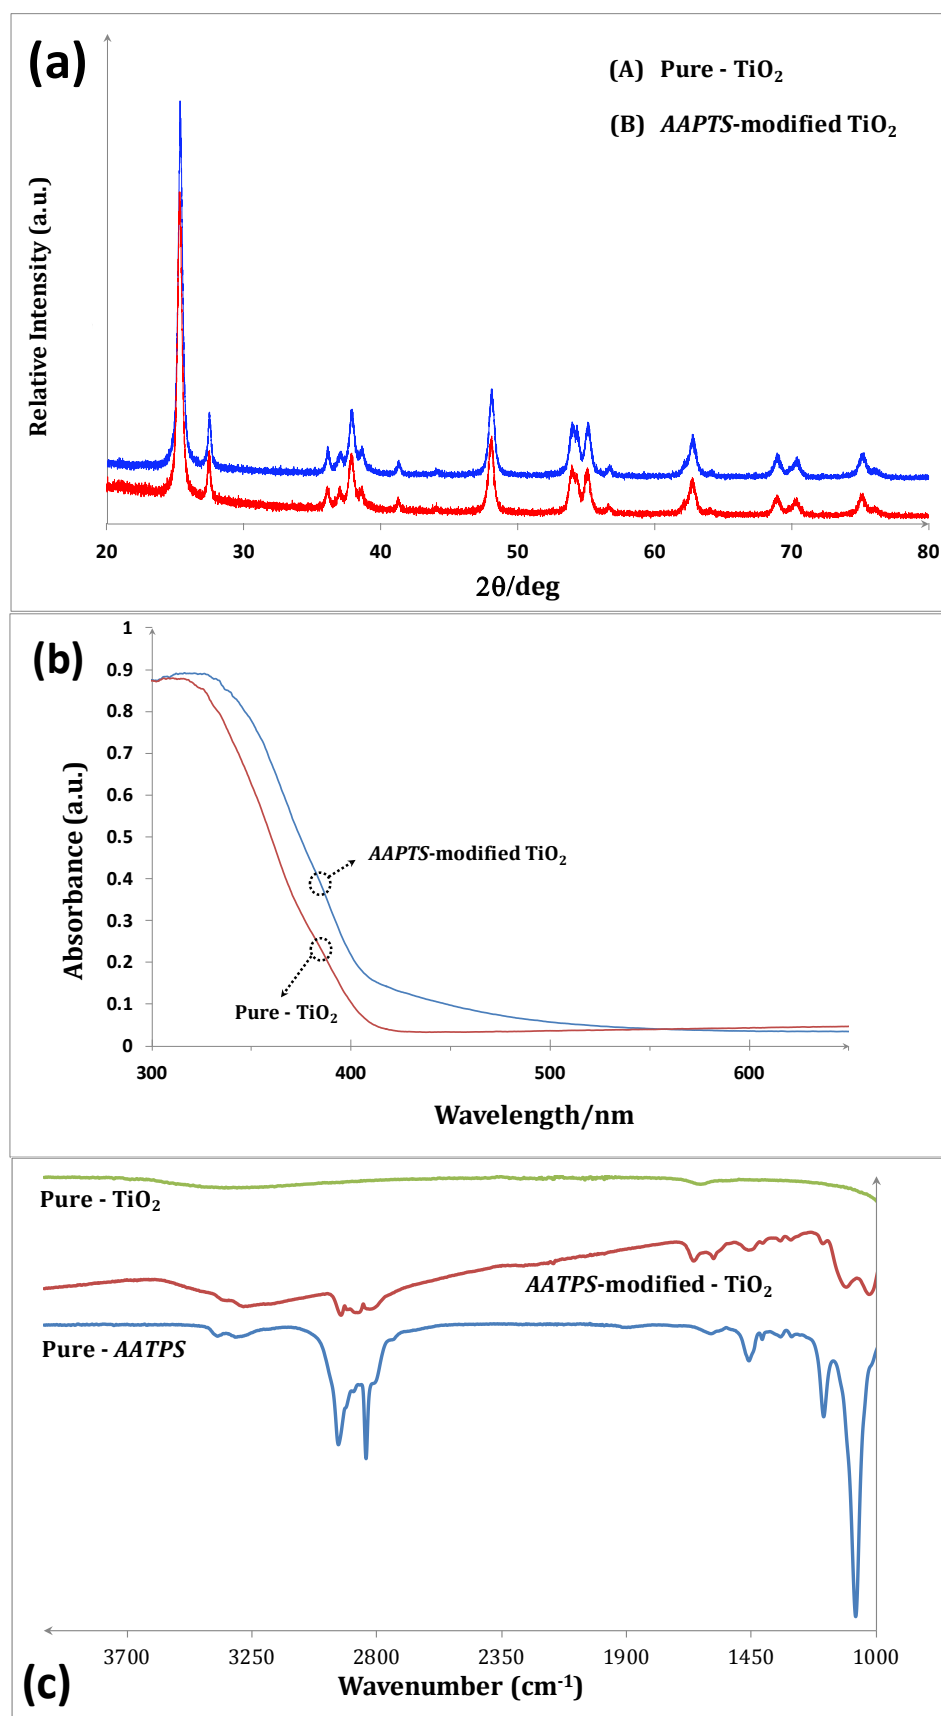 (a)
(A) Pure - TiO₂
(B) AAPTS-modified TiO₂
Relative Intensity (a.u.)
20 30 40 50 60 70 80
2θ/deg
(b)
1
0.9
0.8
0.7
0.6
0.5
0.4
0.3
0.2
0.1
0
Absorbance (a.u.)
AAPTS-modified TiO₂
Pure - TiO₂
300 400 500 600
Wavelength/nm
Pure - TiO₂
AATPS-modified - TiO₂
Pure - AATPS
3700 3250 2800 2350 1900 1450 1000
Wavenumber (cm⁻¹)
(c)